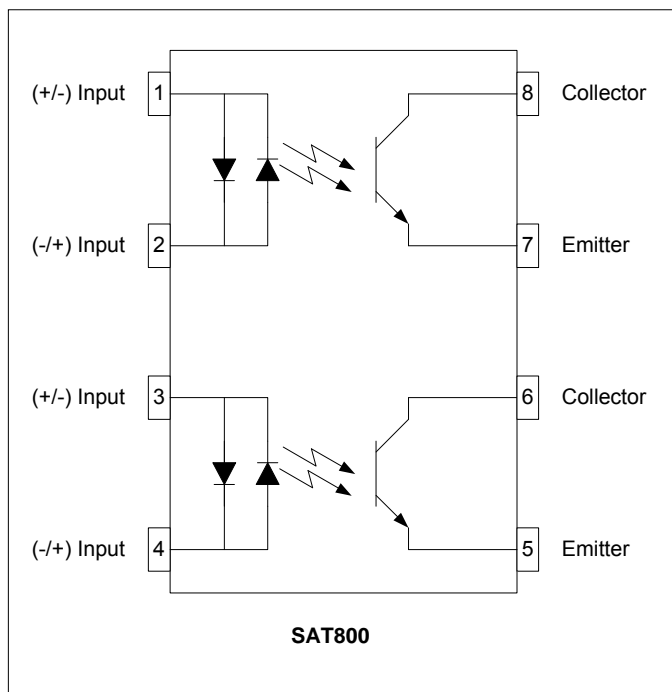 (+/-) Input 1 8 Collector
(-/+) Input 2 7 Emitter
(+/-) Input 3 6 Collector
(-/+) Input 4 5 Emitter
SAT800